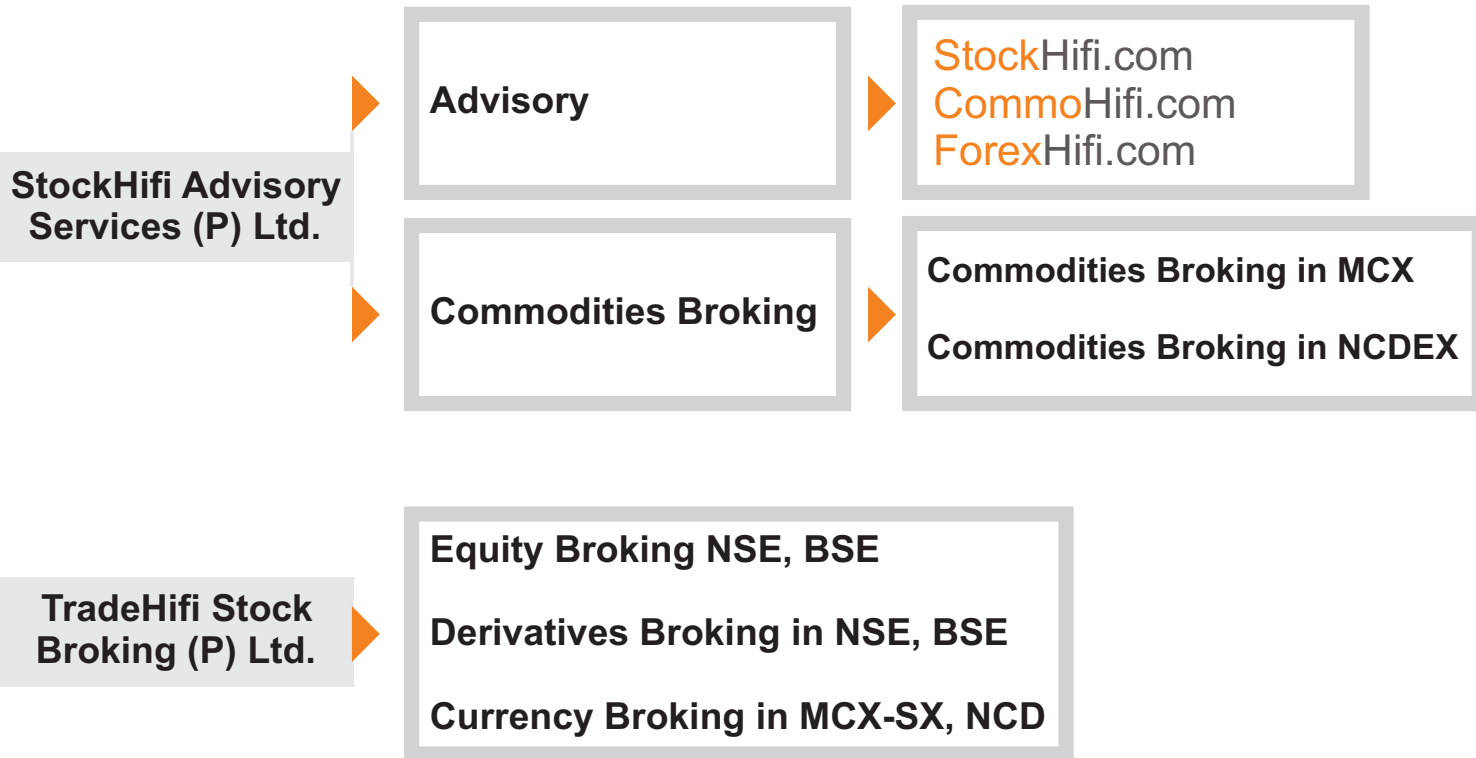 StockHifi Advisory
Services (P) Ltd.
Advisory
StockHifi.com
CommoHifi.com
ForexHifi.com
Commodities Broking
Commodities Broking in MCX
Commodities Broking in NCDEX
TradeHifi Stock
Broking (P) Ltd.
Equity Broking NSE, BSE
Derivatives Broking in NSE, BSE
Currency Broking in MCX-SX, NCD